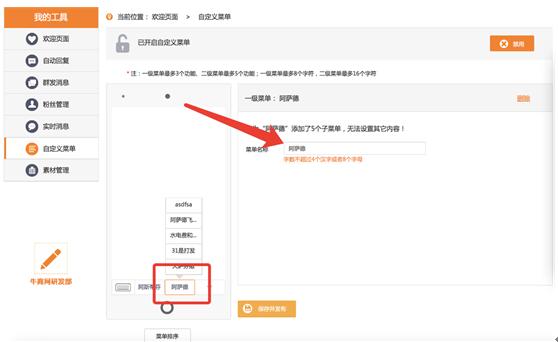 我的工具
欢迎页面
自动回复
群发消息
粉丝管理
实时消息
自定义菜单
素材管理
牛商网研发部
当前位置： 欢迎页面 > 自定义菜单
已开启自定义菜单
禁用
* 注：一级菜单最多3个功能、二级菜单最多5功能；一级菜单最多8个字符，二级菜单最多16个字符
asdfsa
阿萨德飞...
水电费和...
31是打发
阿斯蒂芬
阿萨德
菜单排序
一级菜单： 阿萨德
删除
“阿萨德”添加了5个子菜单，无法设置其它内容！
菜单名称
阿萨德
字数不超过4个汉字或者8个字母
保存并发布